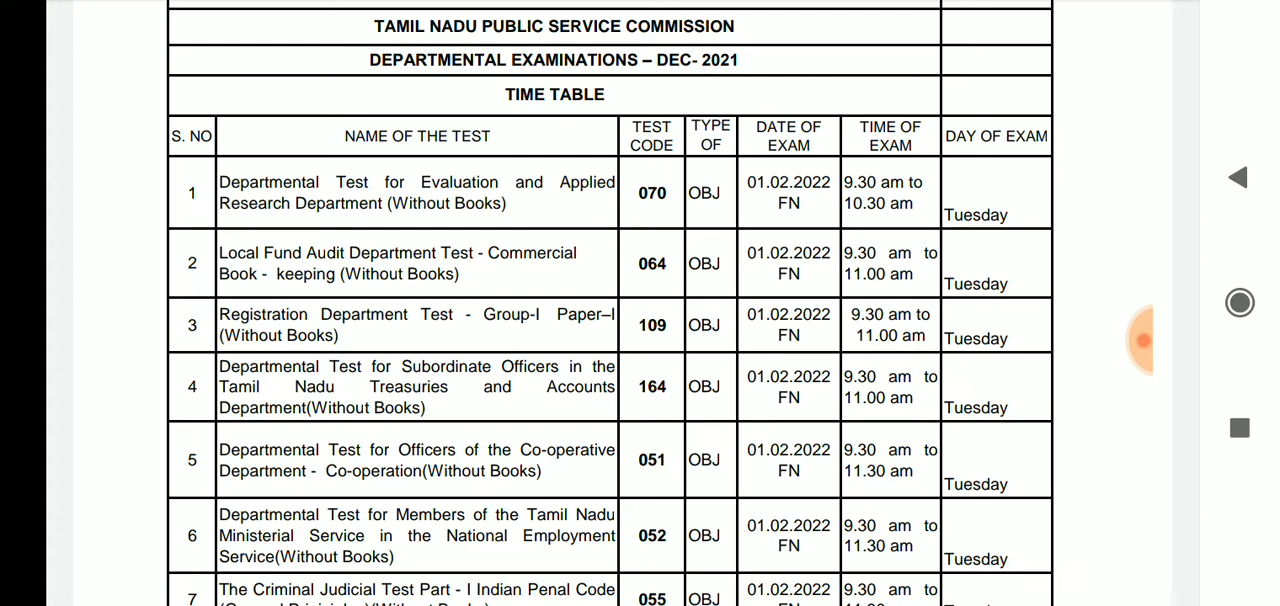 TAMIL NADU PUBLIC SERVICE COMMISSION
DEPARTMENTAL EXAMINATIONS – DEC- 2021
TIME TABLE
S. NO
NAME OF THE TEST
TEST
CODE
TYPE
OF
DATE OF
EXAM
TIME OF
EXAM
DAY OF EXAM
1
Departmental Test for Evaluation and Applied
Research Department (Without Books)
070
OBJ
01.02.2022
FN
9.30 am to
10.30 am
Tuesday
2
Local Fund Audit Department Test - Commercial
Book - keeping (Without Books)
064
OBJ
01.02.2022
FN
9.30 am to
11.00 am
Tuesday
3
Registration Department Test - Group-I Paper–I
(Without Books)
109
OBJ
01.02.2022
FN
9.30 am to
11.00 am
Tuesday
4
Departmental Test for Subordinate Officers in the
Tamil Nadu Treasuries and Accounts
Department(Without Books)
164
OBJ
01.02.2022
FN
9.30 am to
11.00 am
Tuesday
5
Departmental Test for Officers of the Co-operative
Department - Co-operation(Without Books)
051
OBJ
01.02.2022
FN
9.30 am to
11.30 am
Tuesday
6
Departmental Test for Members of the Tamil Nadu
Ministerial Service in the National Employment
Service(Without Books)
052
OBJ
01.02.2022
FN
9.30 am to
11.30 am
Tuesday
7
The Criminal Judicial Test Part - I Indian Penal Code
055
OBJ
01.02.2022
9.30 am to